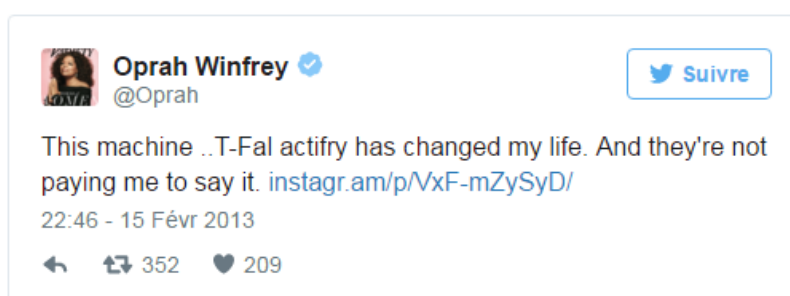 Oprah Winfrey
Suivre
@Oprah
This machine ..T-Fal actifry has changed my life. And they're not
paying me to say it. instagr.am/p/VxF-mZySyD/
22:46 - 15 Févr 2013
352 209